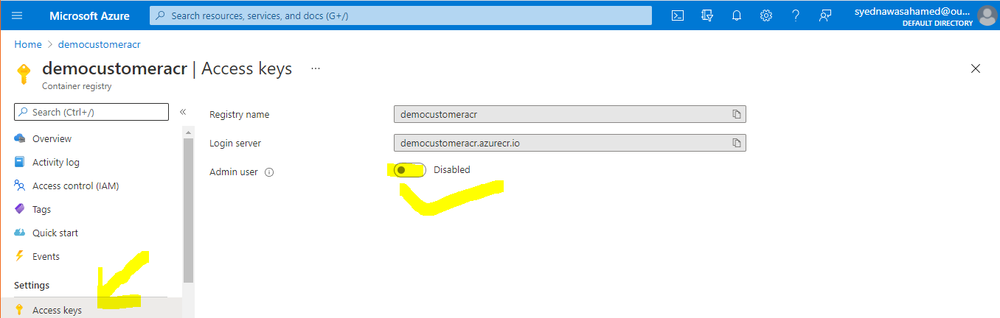 Microsoft Azure
Search resources, services, and docs (G+/)
syednawasahamed@ou...
DEFAULT DIRECTORY
Home > democustomeracr
democustomeracr | Access keys ...
Container registry
Search (Ctrl+/) «
Overview
Activity log
Access control (IAM)
Tags
Quick start
Events
Settings
Access keys
Registry name democustomeracr
Login server democustomeracr.azurecr.io
Admin user Disabled